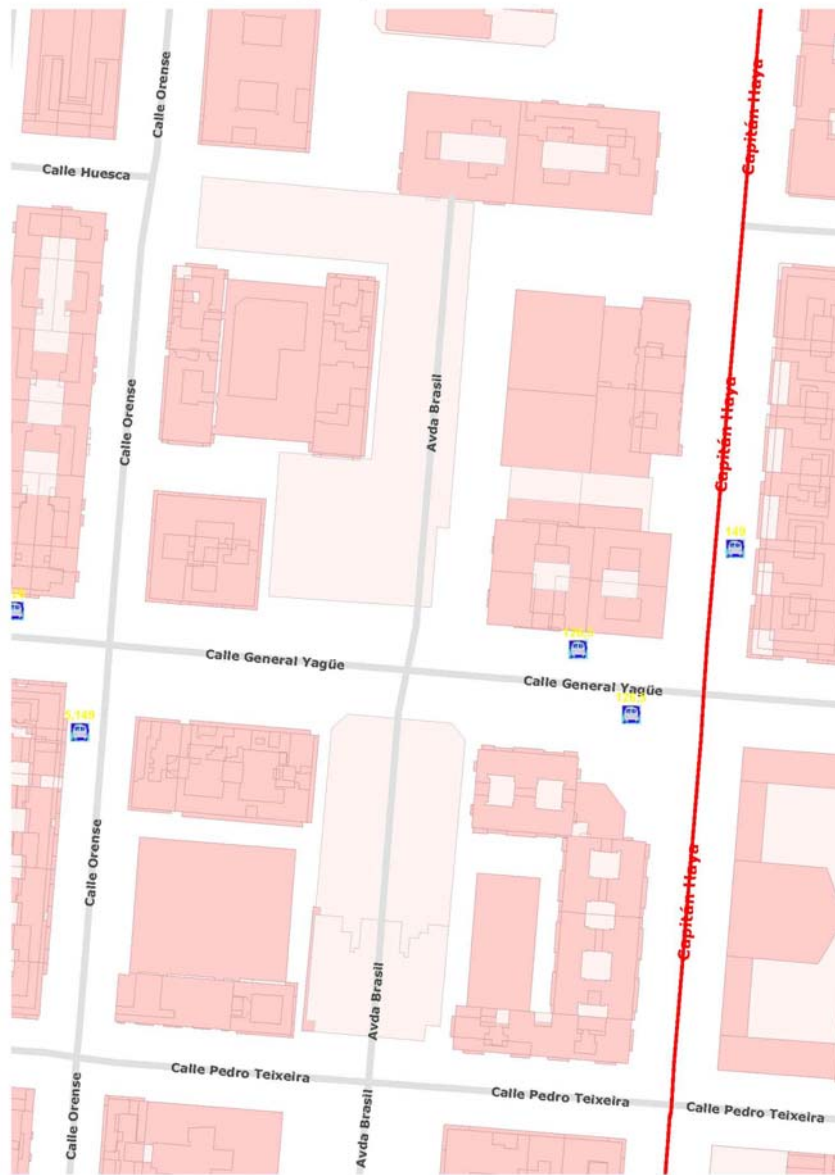 Calle Orense
Capitán Haya
Calle Huesca
Calle Orense
Avda Brasil
Capitán Haya
149
Calle General Yagüe
Calle General Yagüe
5,149
Calle Orense
Capitán Haya
Avda Brasil
Calle Pedro Teixeira
Calle Pedro Teixeira
Calle Pedro Teixeira
Calle Orense
Avda Brasil